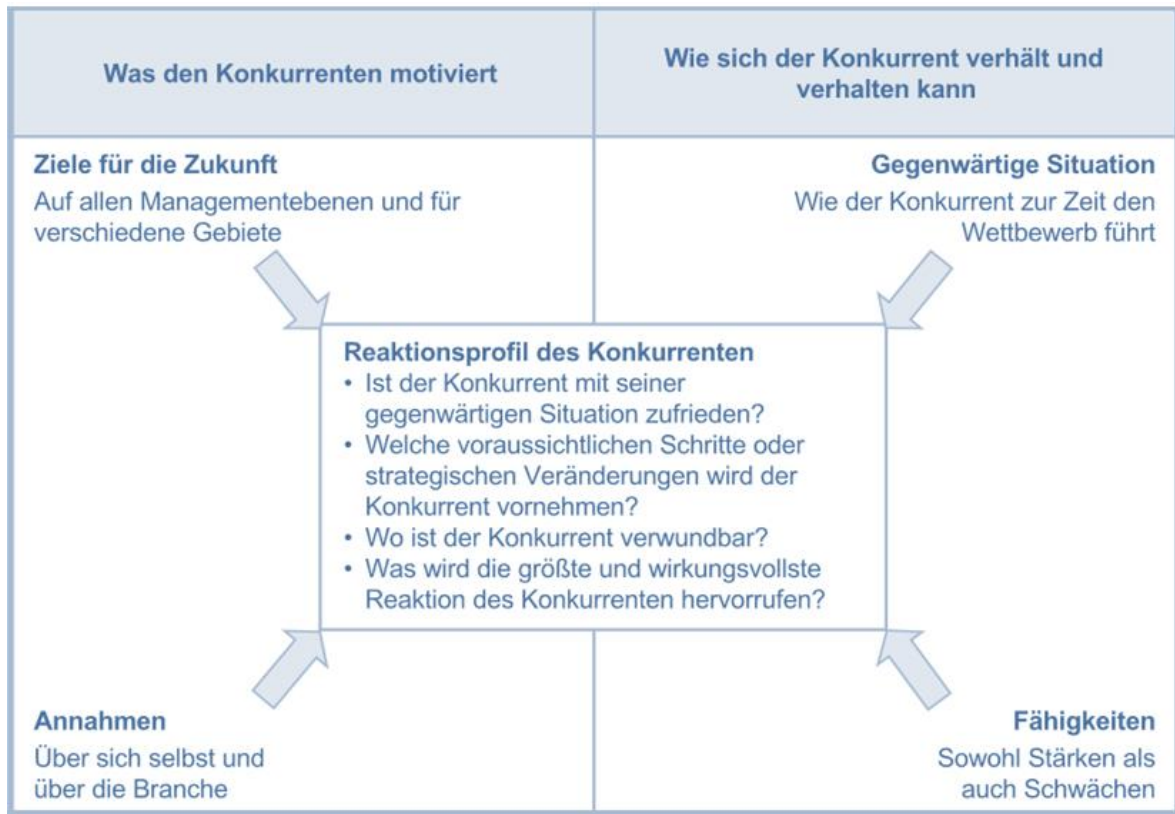 Was den Konkurrenten motiviert
Wie sich der Konkurrent verhält und
verhalten kann
Ziele für die Zukunft
Auf allen Managementebenen und für
verschiedene Gebiete
Gegenwärtige Situation
Wie der Konkurrent zur Zeit den
Wettbewerb führt
Reaktionsprofil des Konkurrenten
• Ist der Konkurrent mit seiner
gegenwärtigen Situation zufrieden?
• Welche voraussichtlichen Schritte oder
strategischen Veränderungen wird der
Konkurrent vornehmen?
• Wo ist der Konkurrent verwundbar?
• Was wird die größte und wirkungsvollste
Reaktion des Konkurrenten hervorrufen?
Annahmen
Über sich selbst und
über die Branche
Fähigkeiten
Sowohl Stärken als
auch Schwächen